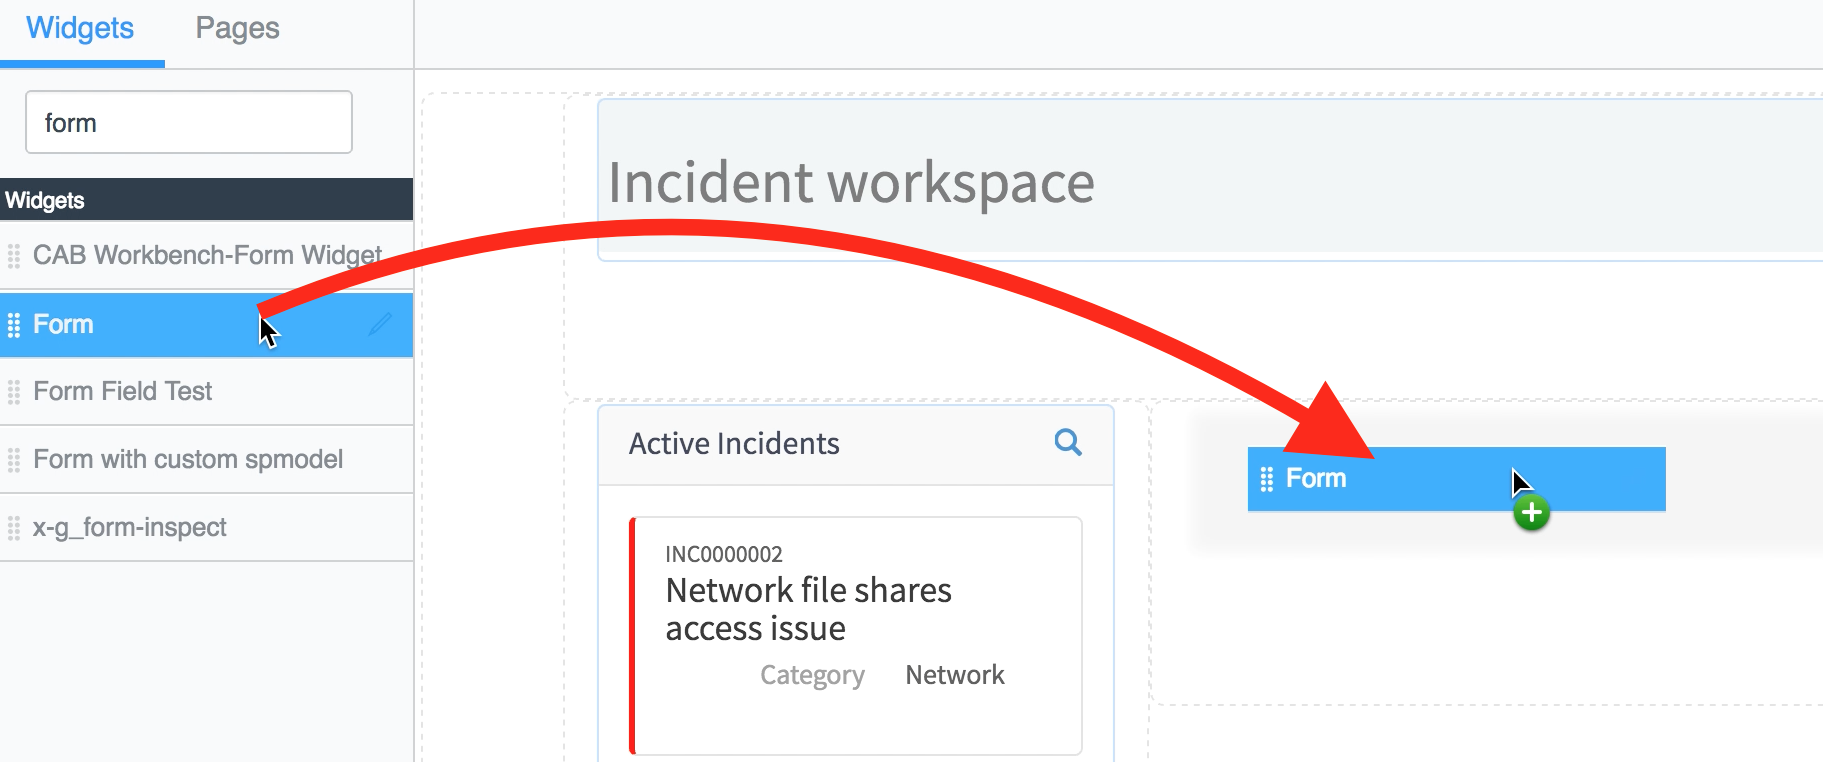 Widgets
Pages
form
Widgets
CAB Workbench-Form Widget
Form
Form Field Test
Form with custom spmodel
x-g_form-inspect
Incident workspace
Active Incidents
INC0000002
Network file shares
access issue
Category Network
Form